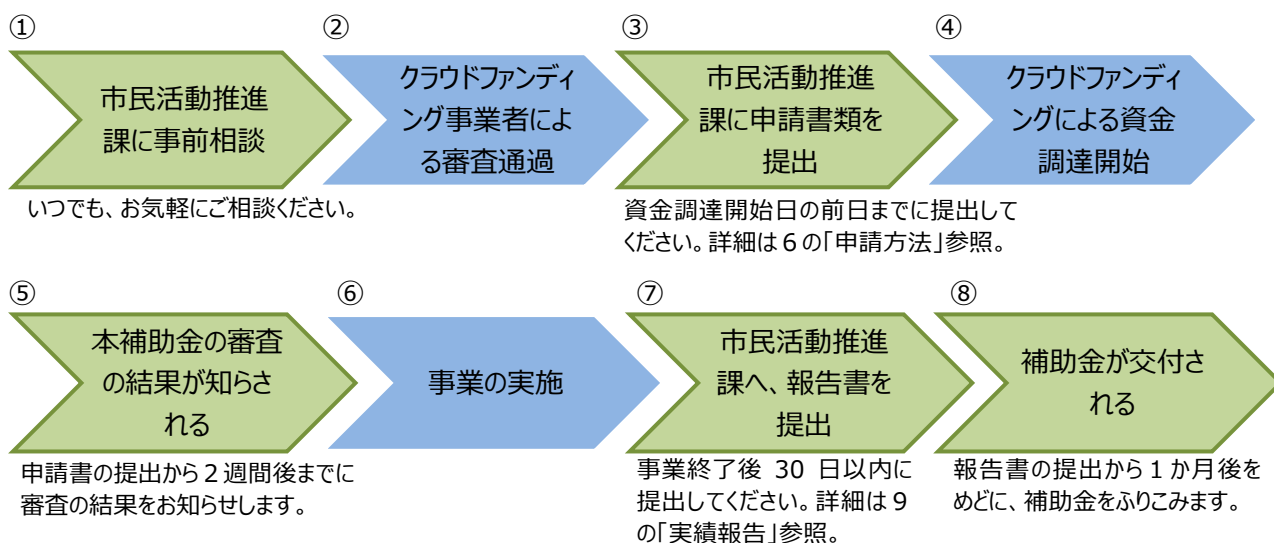 ①
市民活動推進
課に事前相談
いつでも、お気軽にご相談ください。
②
クラウドファンディ
ング事業者によ
る審査通過
③
市民活動推進
課に申請書類を
提出
資金調達開始日の前日までに提出して
ください。詳細は６の「申請方法」参照。
④
クラウドファンディ
ングによる資金
調達開始
⑤
本補助金の審査
の結果が知らさ
れる
申請書の提出から２週間後までに
審査の結果をお知らせします。
⑥
事業の実施
⑦
市民活動推進
課へ、報告書を
提出
事業終了後 30 日以内に
提出してください。詳細は９
の「実績報告」参照。
⑧
補助金が交付さ
れる
報告書の提出から１か月後を
めどに、補助金をふりこみます。